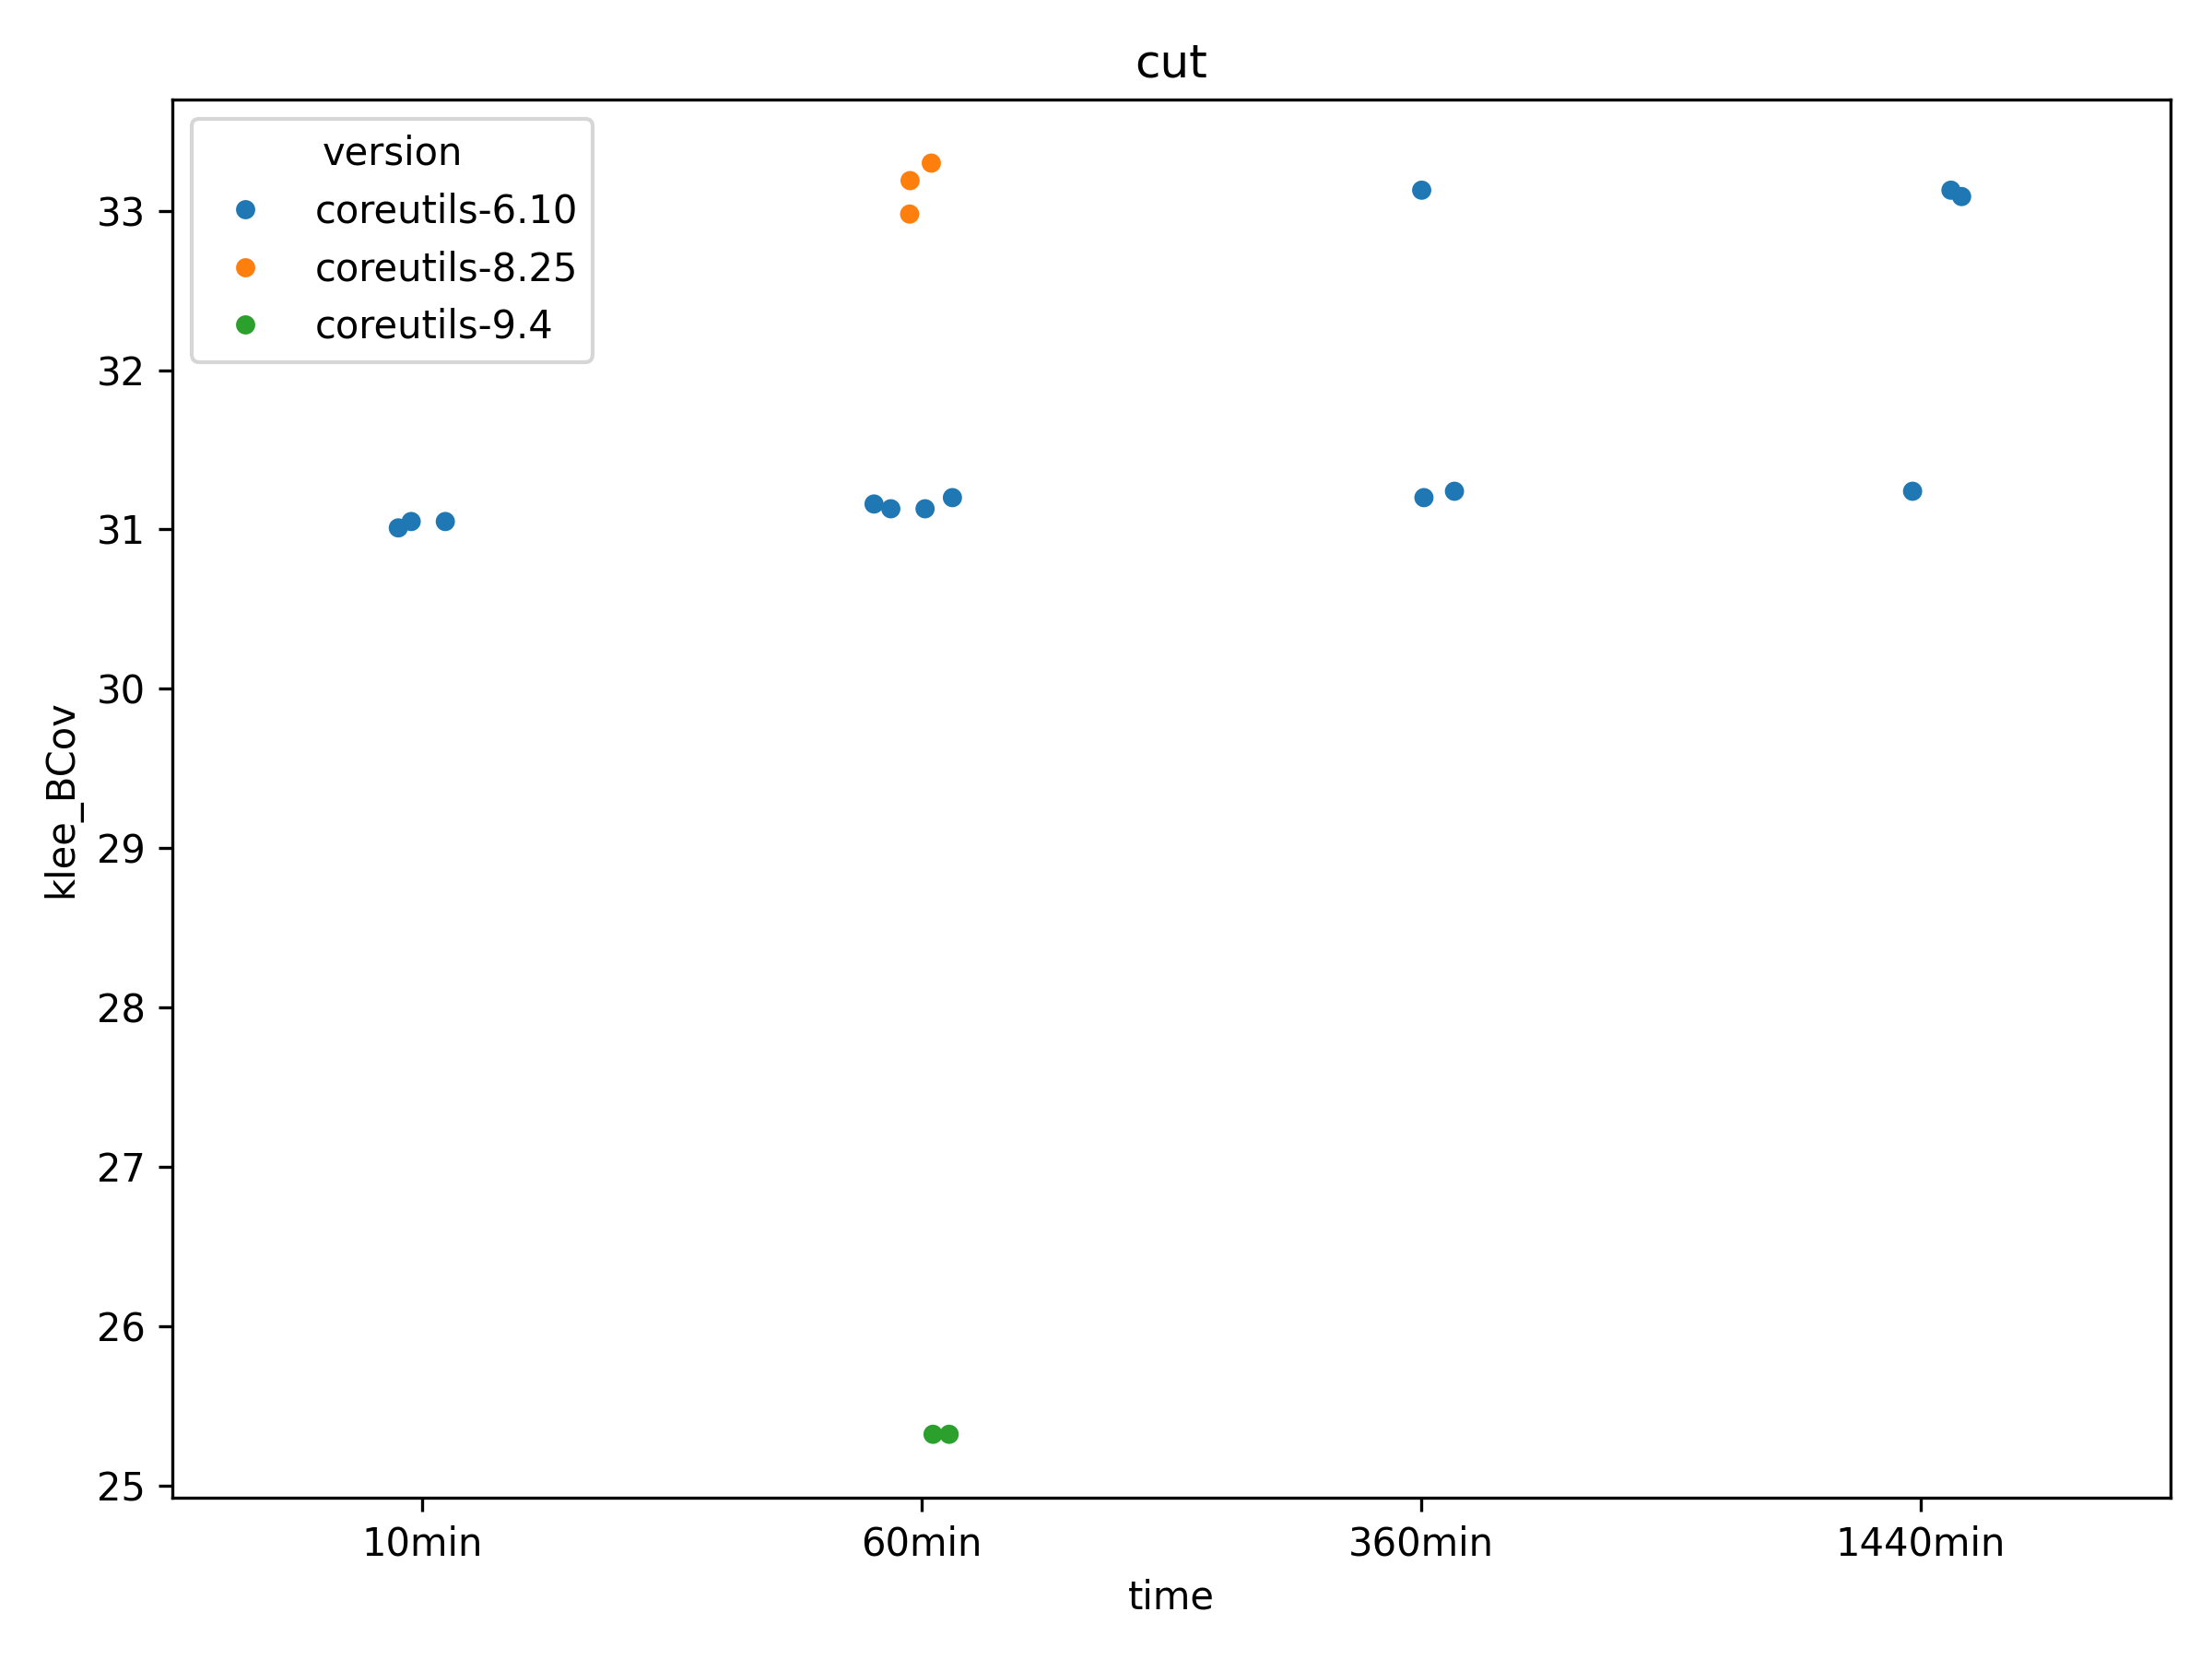 cut
version
coreutils-6.10
coreutils-8.25
coreutils-9.4
33
32
31
30
29
28
27
26
25
klee_BCov
10min
60min
360min
1440min
time